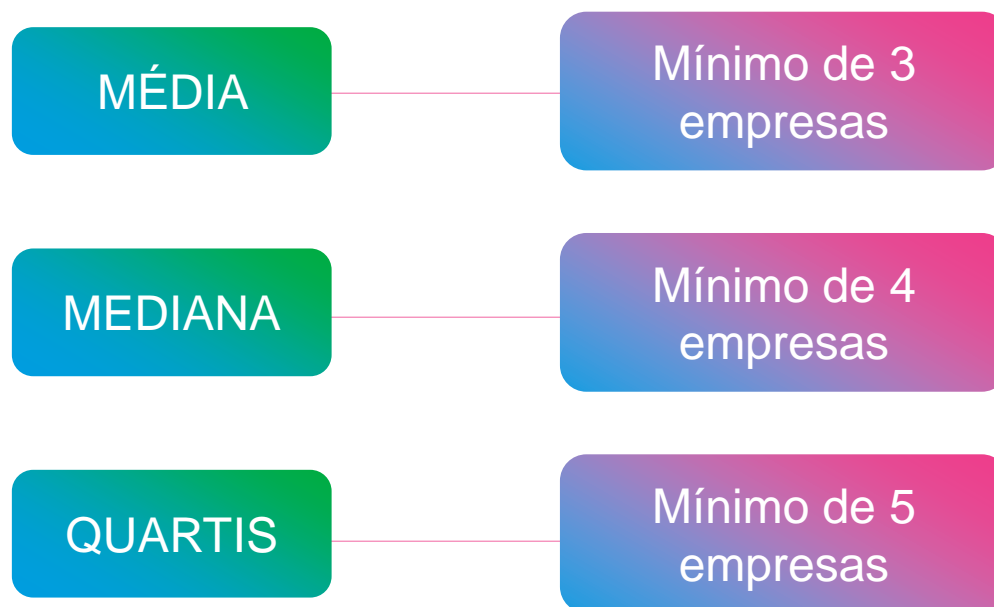 MÉDIA
Mínimo de 3
empresas
MEDIANA
Mínimo de 4
empresas
QUARTIS
Mínimo de 5
empresas